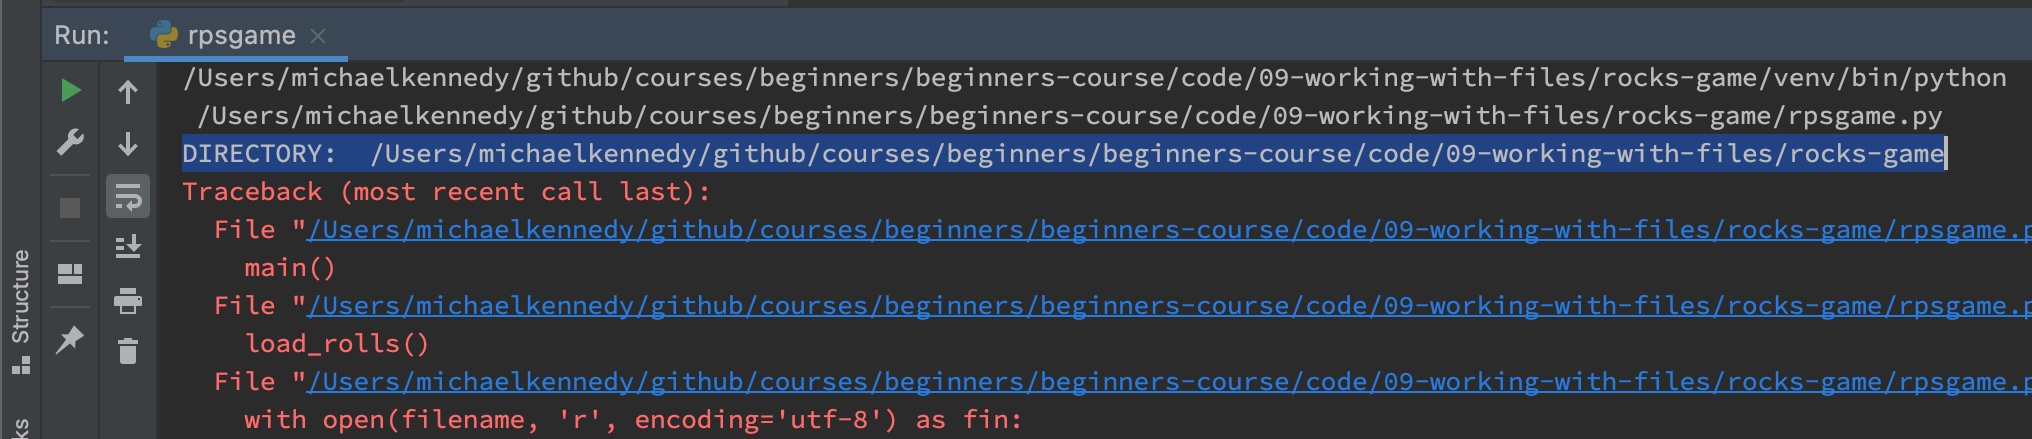 Run: rpsgame
/Users/michaelkennedy/github/courses/beginners/beginners-course/code/09-working-with-files/rocks-game/venv/bin/python
/Users/michaelkennedy/github/courses/beginners/beginners-course/code/09-working-with-files/rocks-game/rpsgame.py
DIRECTORY:  /Users/michaelkennedy/github/courses/beginners/beginners-course/code/09-working-with-files/rocks-game
Traceback (most recent call last):
  File "/Users/michaelkennedy/github/courses/beginners/beginners-course/code/09-working-with-files/rocks-game/rpsgame.p
    main()
  File "/Users/michaelkennedy/github/courses/beginners/beginners-course/code/09-working-with-files/rocks-game/rpsgame.p
    load_rolls()
  File "/Users/michaelkennedy/github/courses/beginners/beginners-course/code/09-working-with-files/rocks-game/rpsgame.p
    with open(filename, 'r', encoding='utf-8') as fin:
Structure